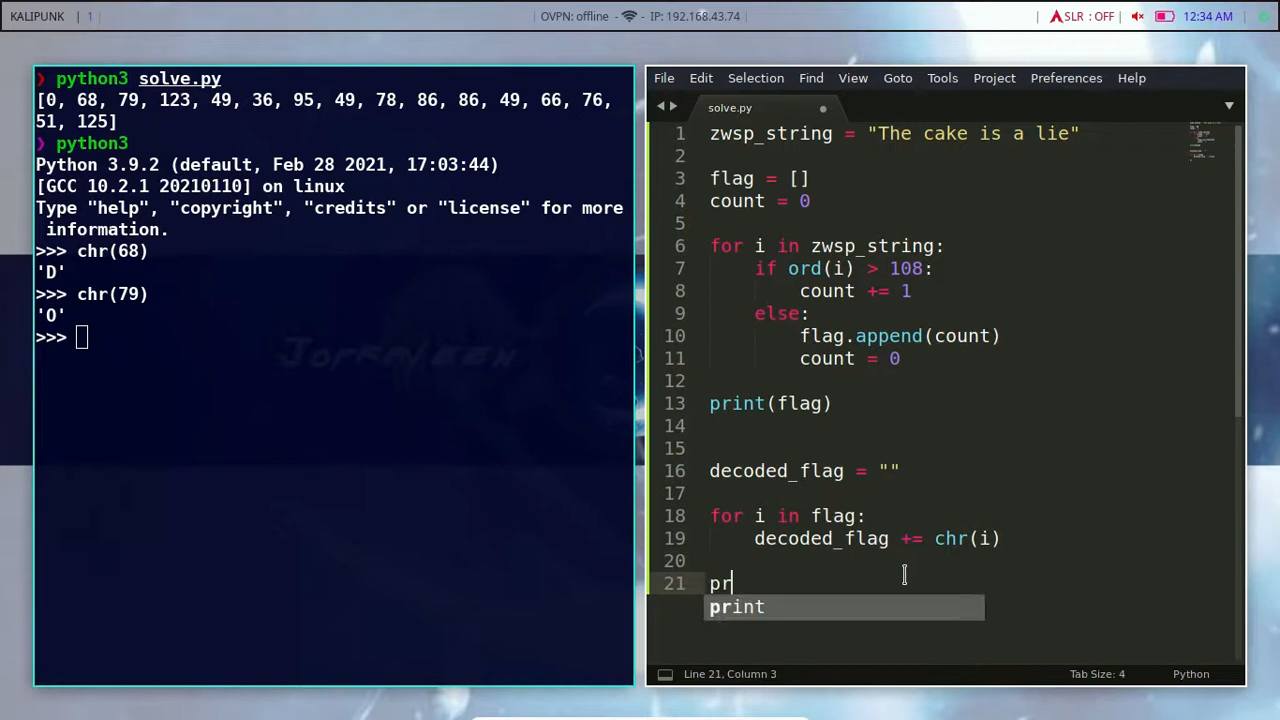 KALIPUNK | 1 | OVPN: offline - - IP: 192.168.43.74 SLR : OFF 12:34 AM
❯ python3 solve.py
[0, 68, 79, 123, 49, 36, 95, 49, 78, 86, 86, 49, 66, 76,
51, 125]
❯ python3
Python 3.9.2 (default, Feb 28 2021, 17:03:44)
[GCC 10.2.1 20210110] on linux
Type "help", "copyright", "credits" or "license" for more
information.
>>> chr(68)
'D'
>>> chr(79)
'O'
>>>
File Edit Selection Find View Goto Tools Project Preferences Help
solve.py
1 zwsp_string = "The cake is a lie"
2
3 flag = []
4 count = 0
5
6 for i in zwsp_string:
7 if ord(i) > 108:
8 count += 1
9 else:
10 flag.append(count)
11 count = 0
12
13 print(flag)
14
15
16 decoded_flag = ""
17
18 for i in flag:
19 decoded_flag += chr(i)
20
21 pr
print
Line 21, Column 3 Tab Size: 4 Python